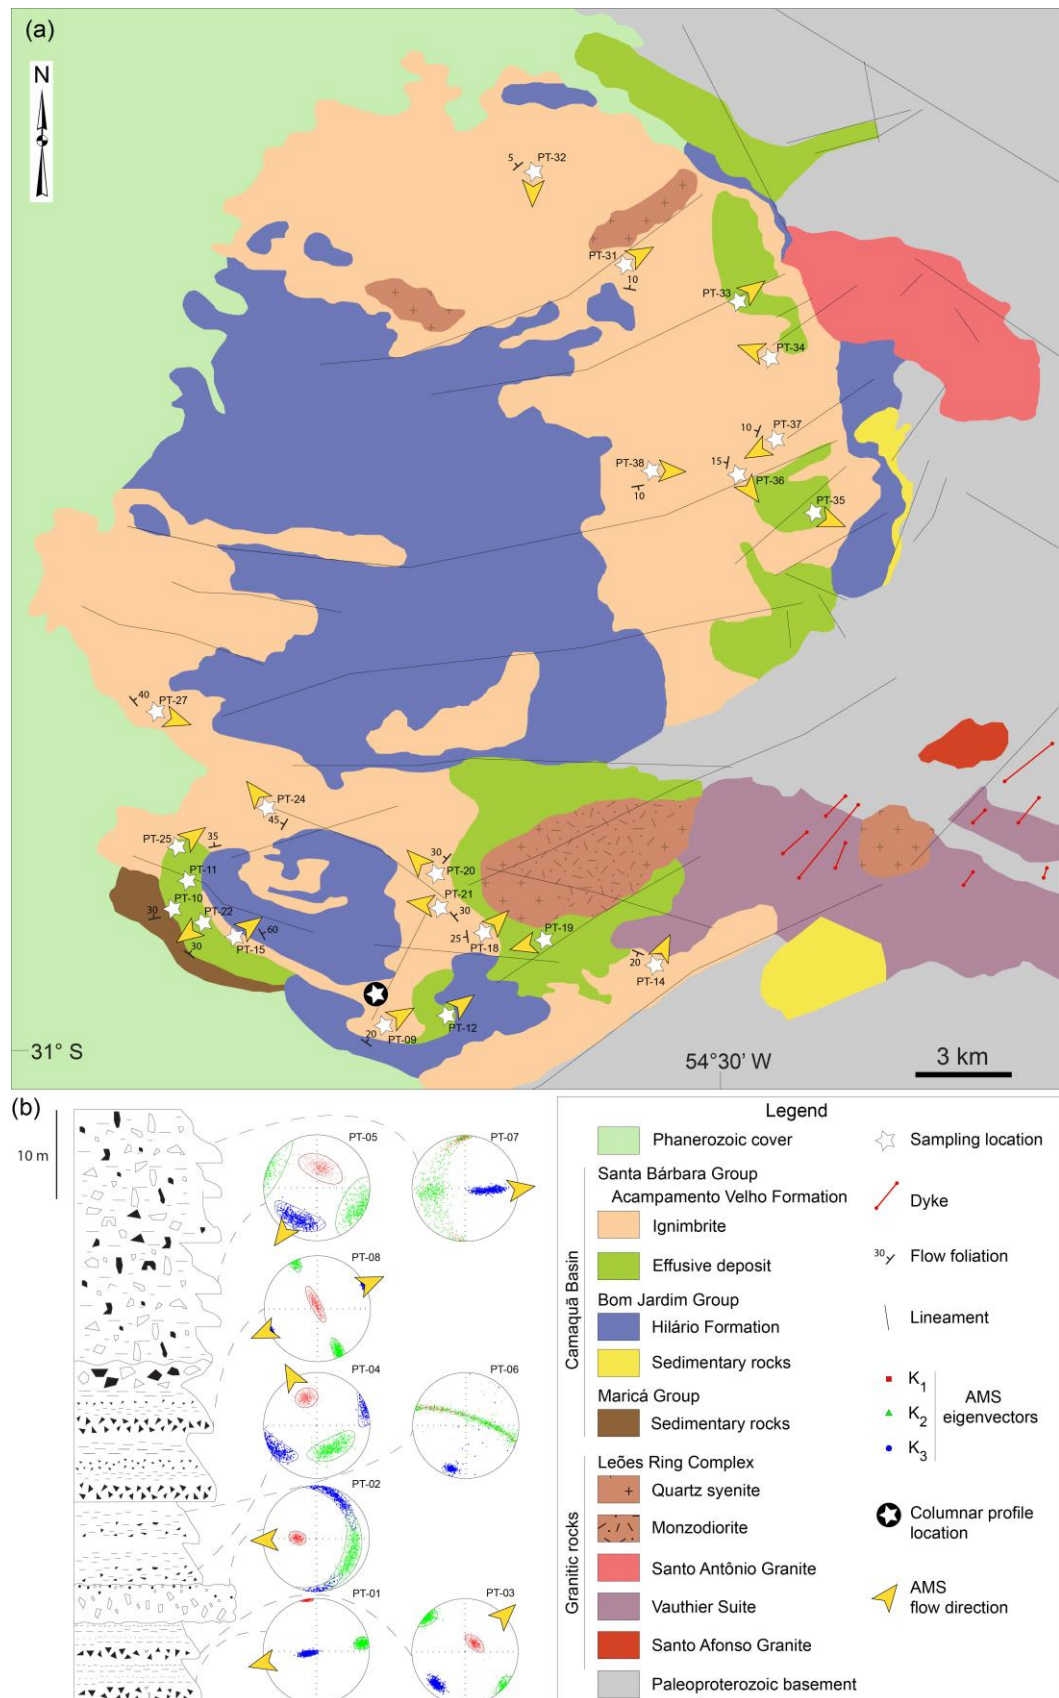 (a)
N
5
PT-32
PT-31
10
PT-33
PT-34
10
PT-37
PT-38
10
15
PT-36
PT-35
40
PT-27
PT-24
45
PT-25
35
PT-11
PT-10
30
PT-22
30
PT-15
60
30
PT-20
PT-21
30
25
PT-18
PT-19
20
PT-14
PT-12
20
PT-09
31° S
54°30' W
3 km
(b)
10 m
PT-05
PT-07
PT-08
PT-04
PT-06
PT-02
PT-01
PT-03
Legend
Phanerozoic cover
Camaquã Basin
Santa Bárbara Group
Acampamento Velho Formation
Ignimbrite
Effusive deposit
Bom Jardim Group
Hilário Formation
Sedimentary rocks
Maricá Group
Sedimentary rocks
Granitic rocks
Leões Ring Complex
Quartz syenite
Monzodiorite
Santo Antônio Granite
Vauthier Suite
Santo Afonso Granite
Paleoproterozoic basement
Sampling location
Dyke
30
Flow foliation
Lineament
K1
K2
K3
AMS
eigenvectors
Columnar profile
location
AMS
flow direction